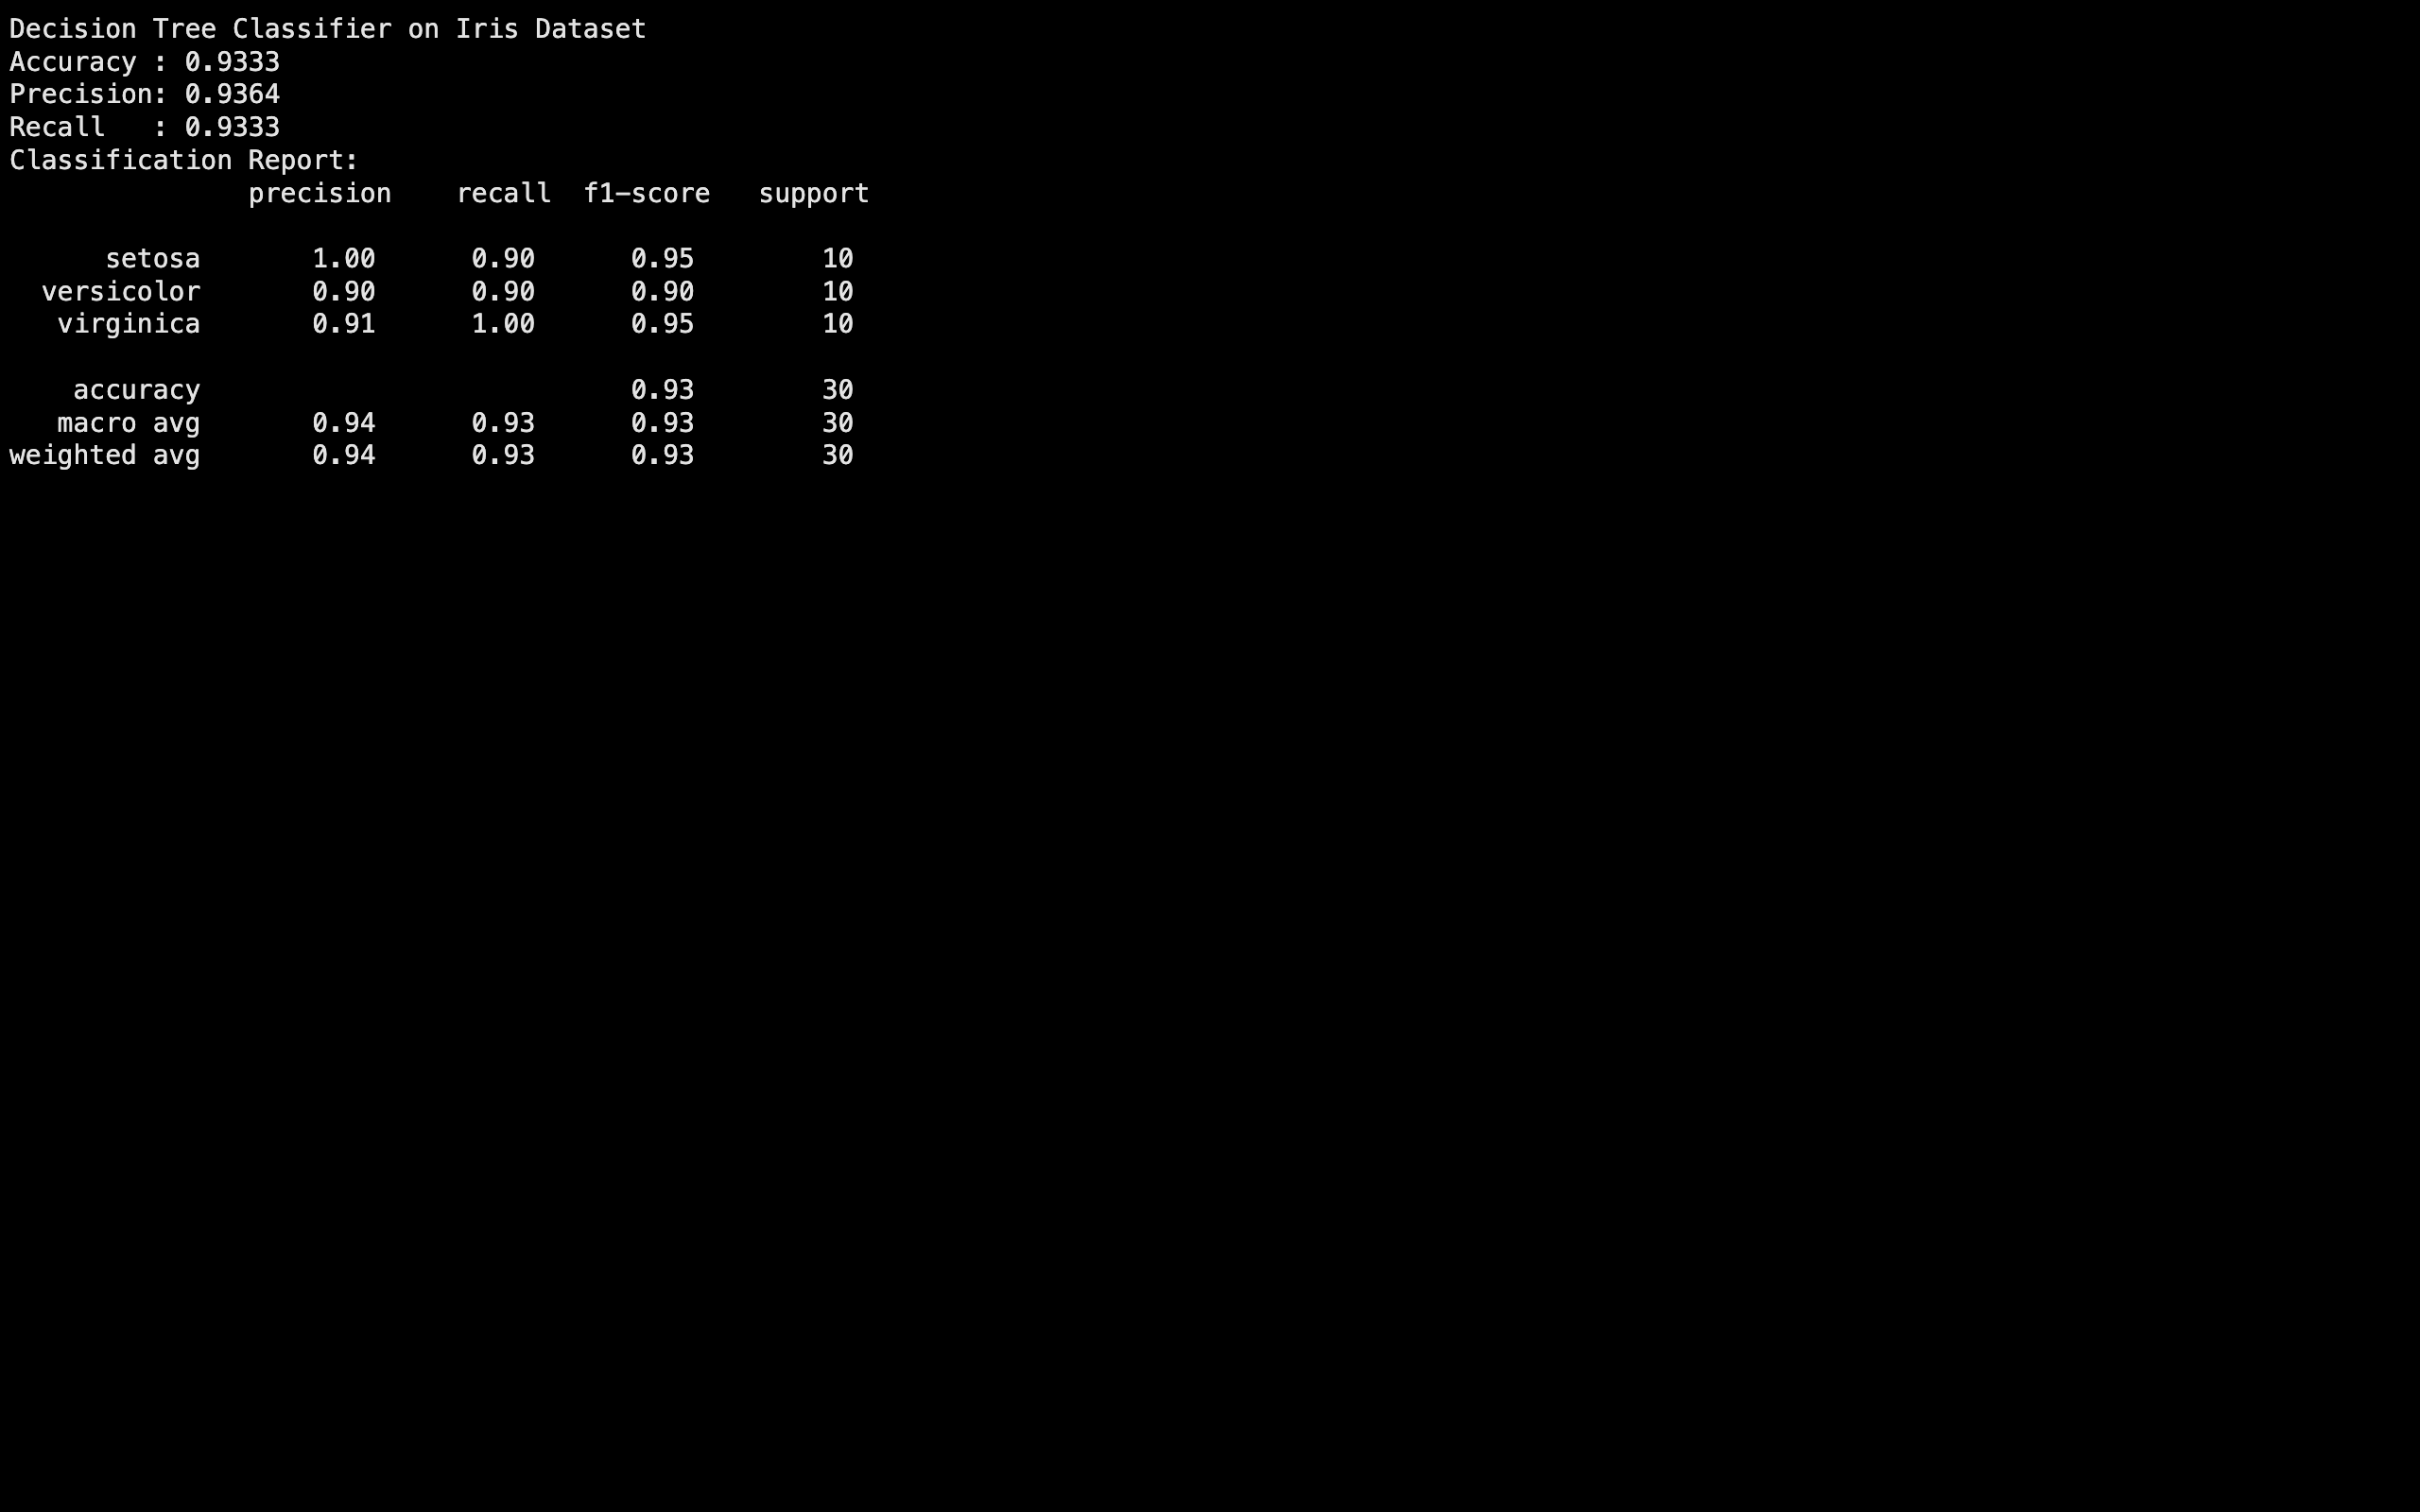 Decision Tree Classifier on Iris Dataset
Accuracy : 0.9333
Precision: 0.9364
Recall   : 0.9333
Classification Report:
               precision    recall  f1-score   support

      setosa       1.00      0.90      0.95        10
  versicolor       0.90      0.90      0.90        10
   virginica       0.91      1.00      0.95        10

    accuracy                           0.93        30
   macro avg       0.94      0.93      0.93        30
weighted avg       0.94      0.93      0.93        30